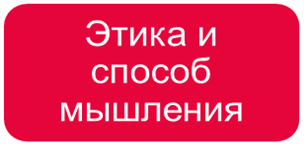 Этика и
способ
мышления